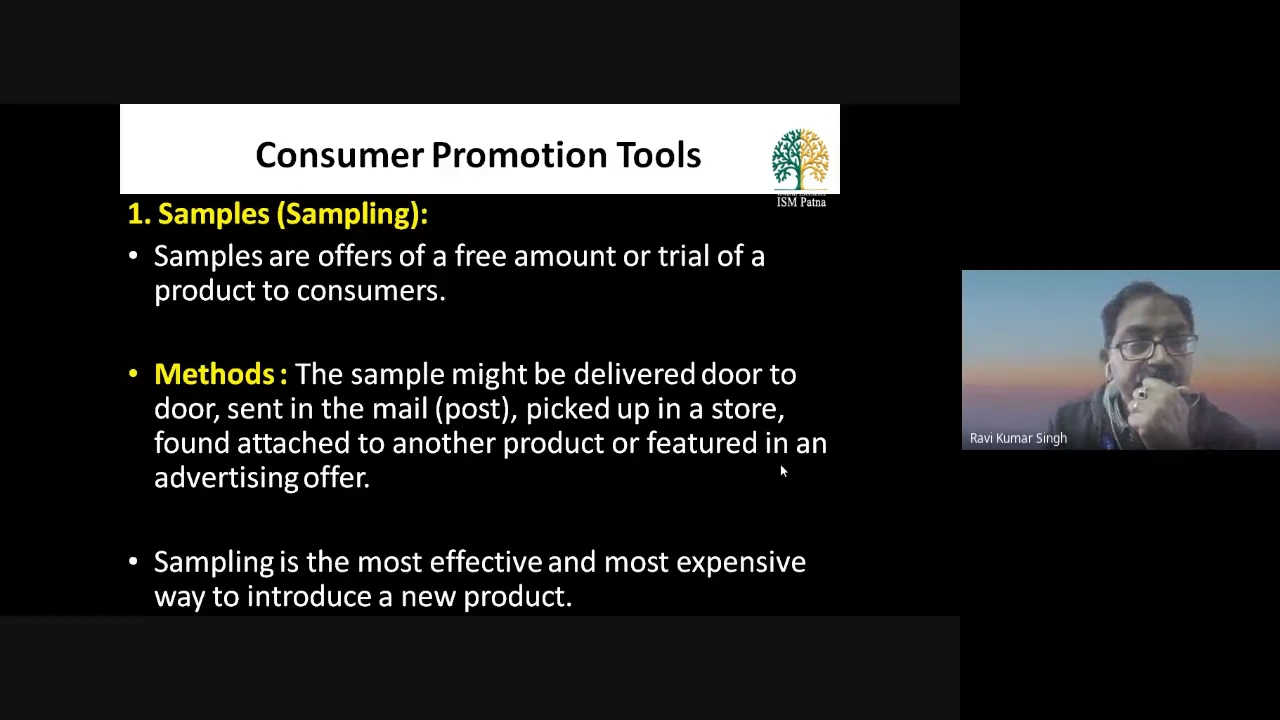 Consumer Promotion Tools
ISM Patna
1. Samples (Sampling):
• Samples are offers of a free amount or trial of a
product to consumers.
• Methods : The sample might be delivered door to
door, sent in the mail (post), picked up in a store,
found attached to another product or featured in an
advertising offer.
• Sampling is the most effective and most expensive
way to introduce a new product.
Ravi Kumar Singh